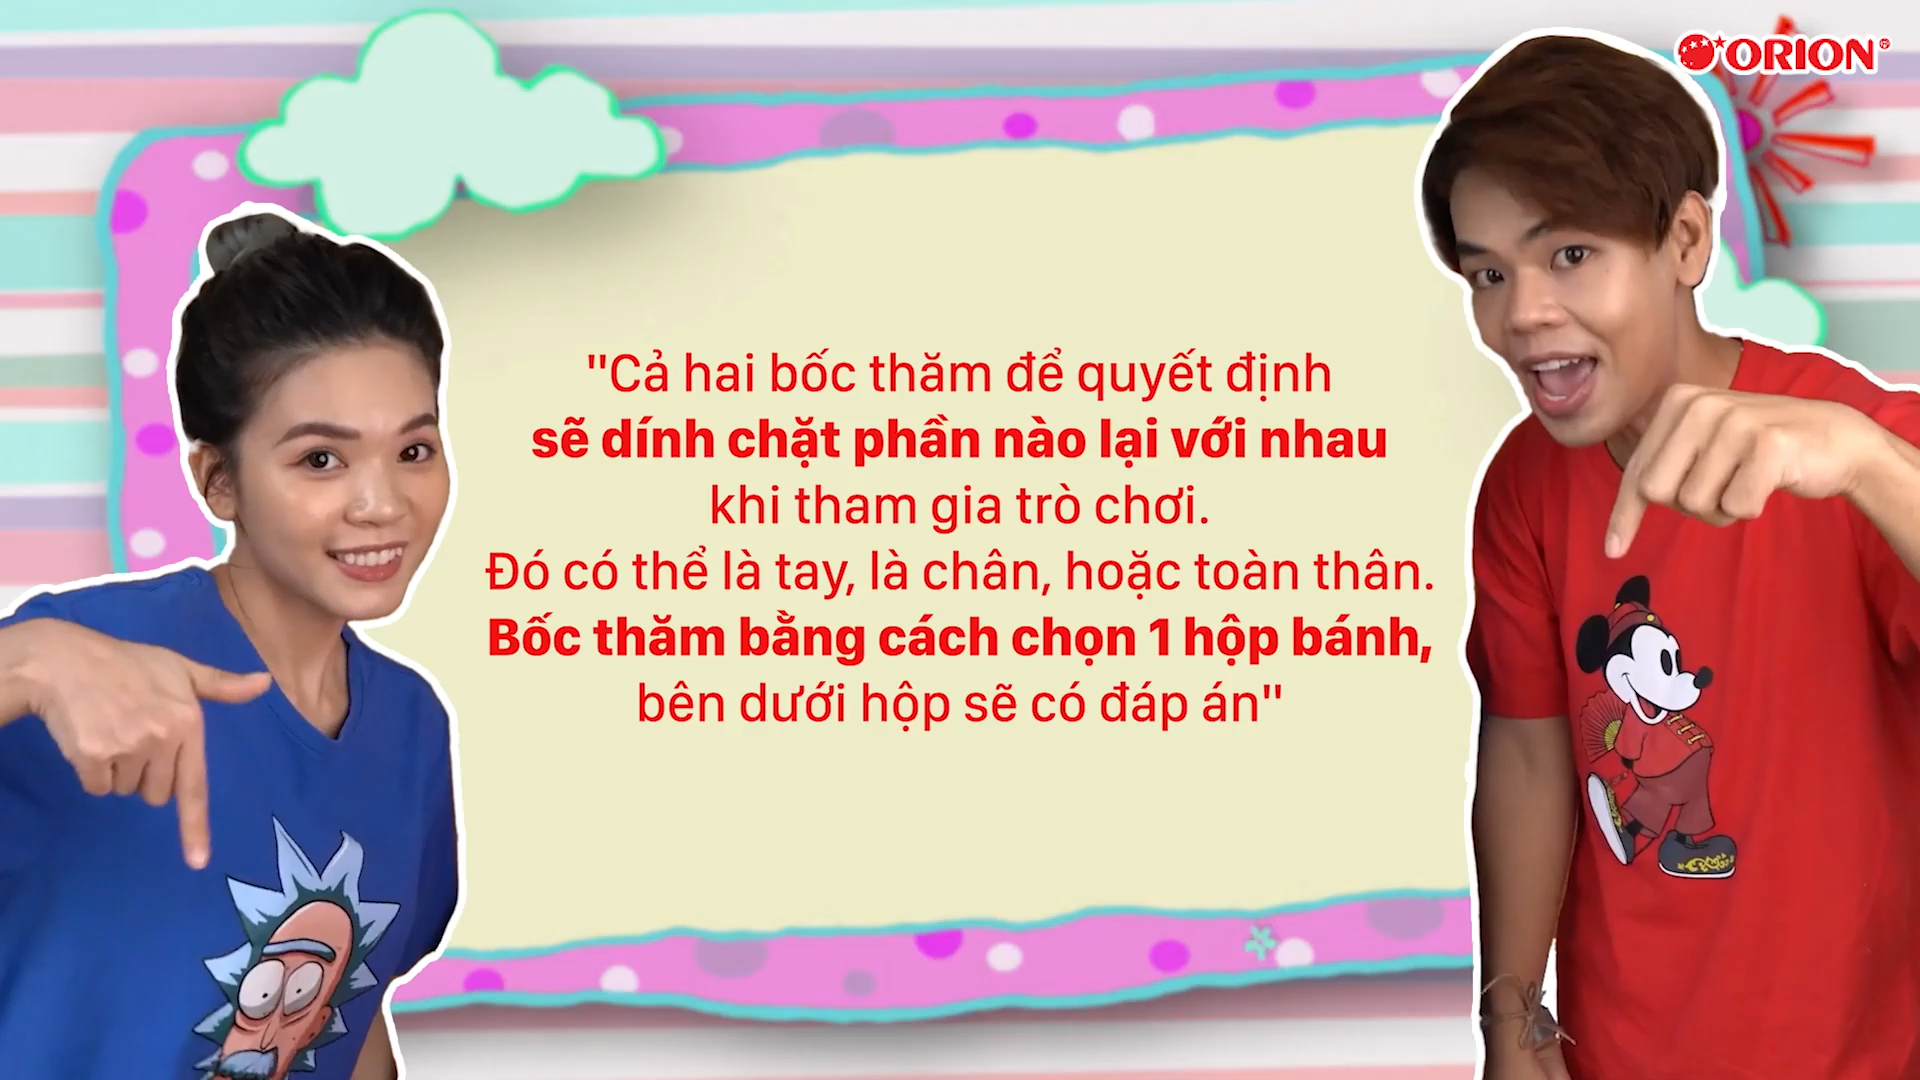 ORION
"Cả hai bốc thăm để quyết định
sẽ dính chặt phần nào lại với nhau
khi tham gia trò chơi.
Đó có thể là tay, là chân, hoặc toàn thân.
Bốc thăm bằng cách chọn 1 hộp bánh,
bên dưới hộp sẽ có đáp án"